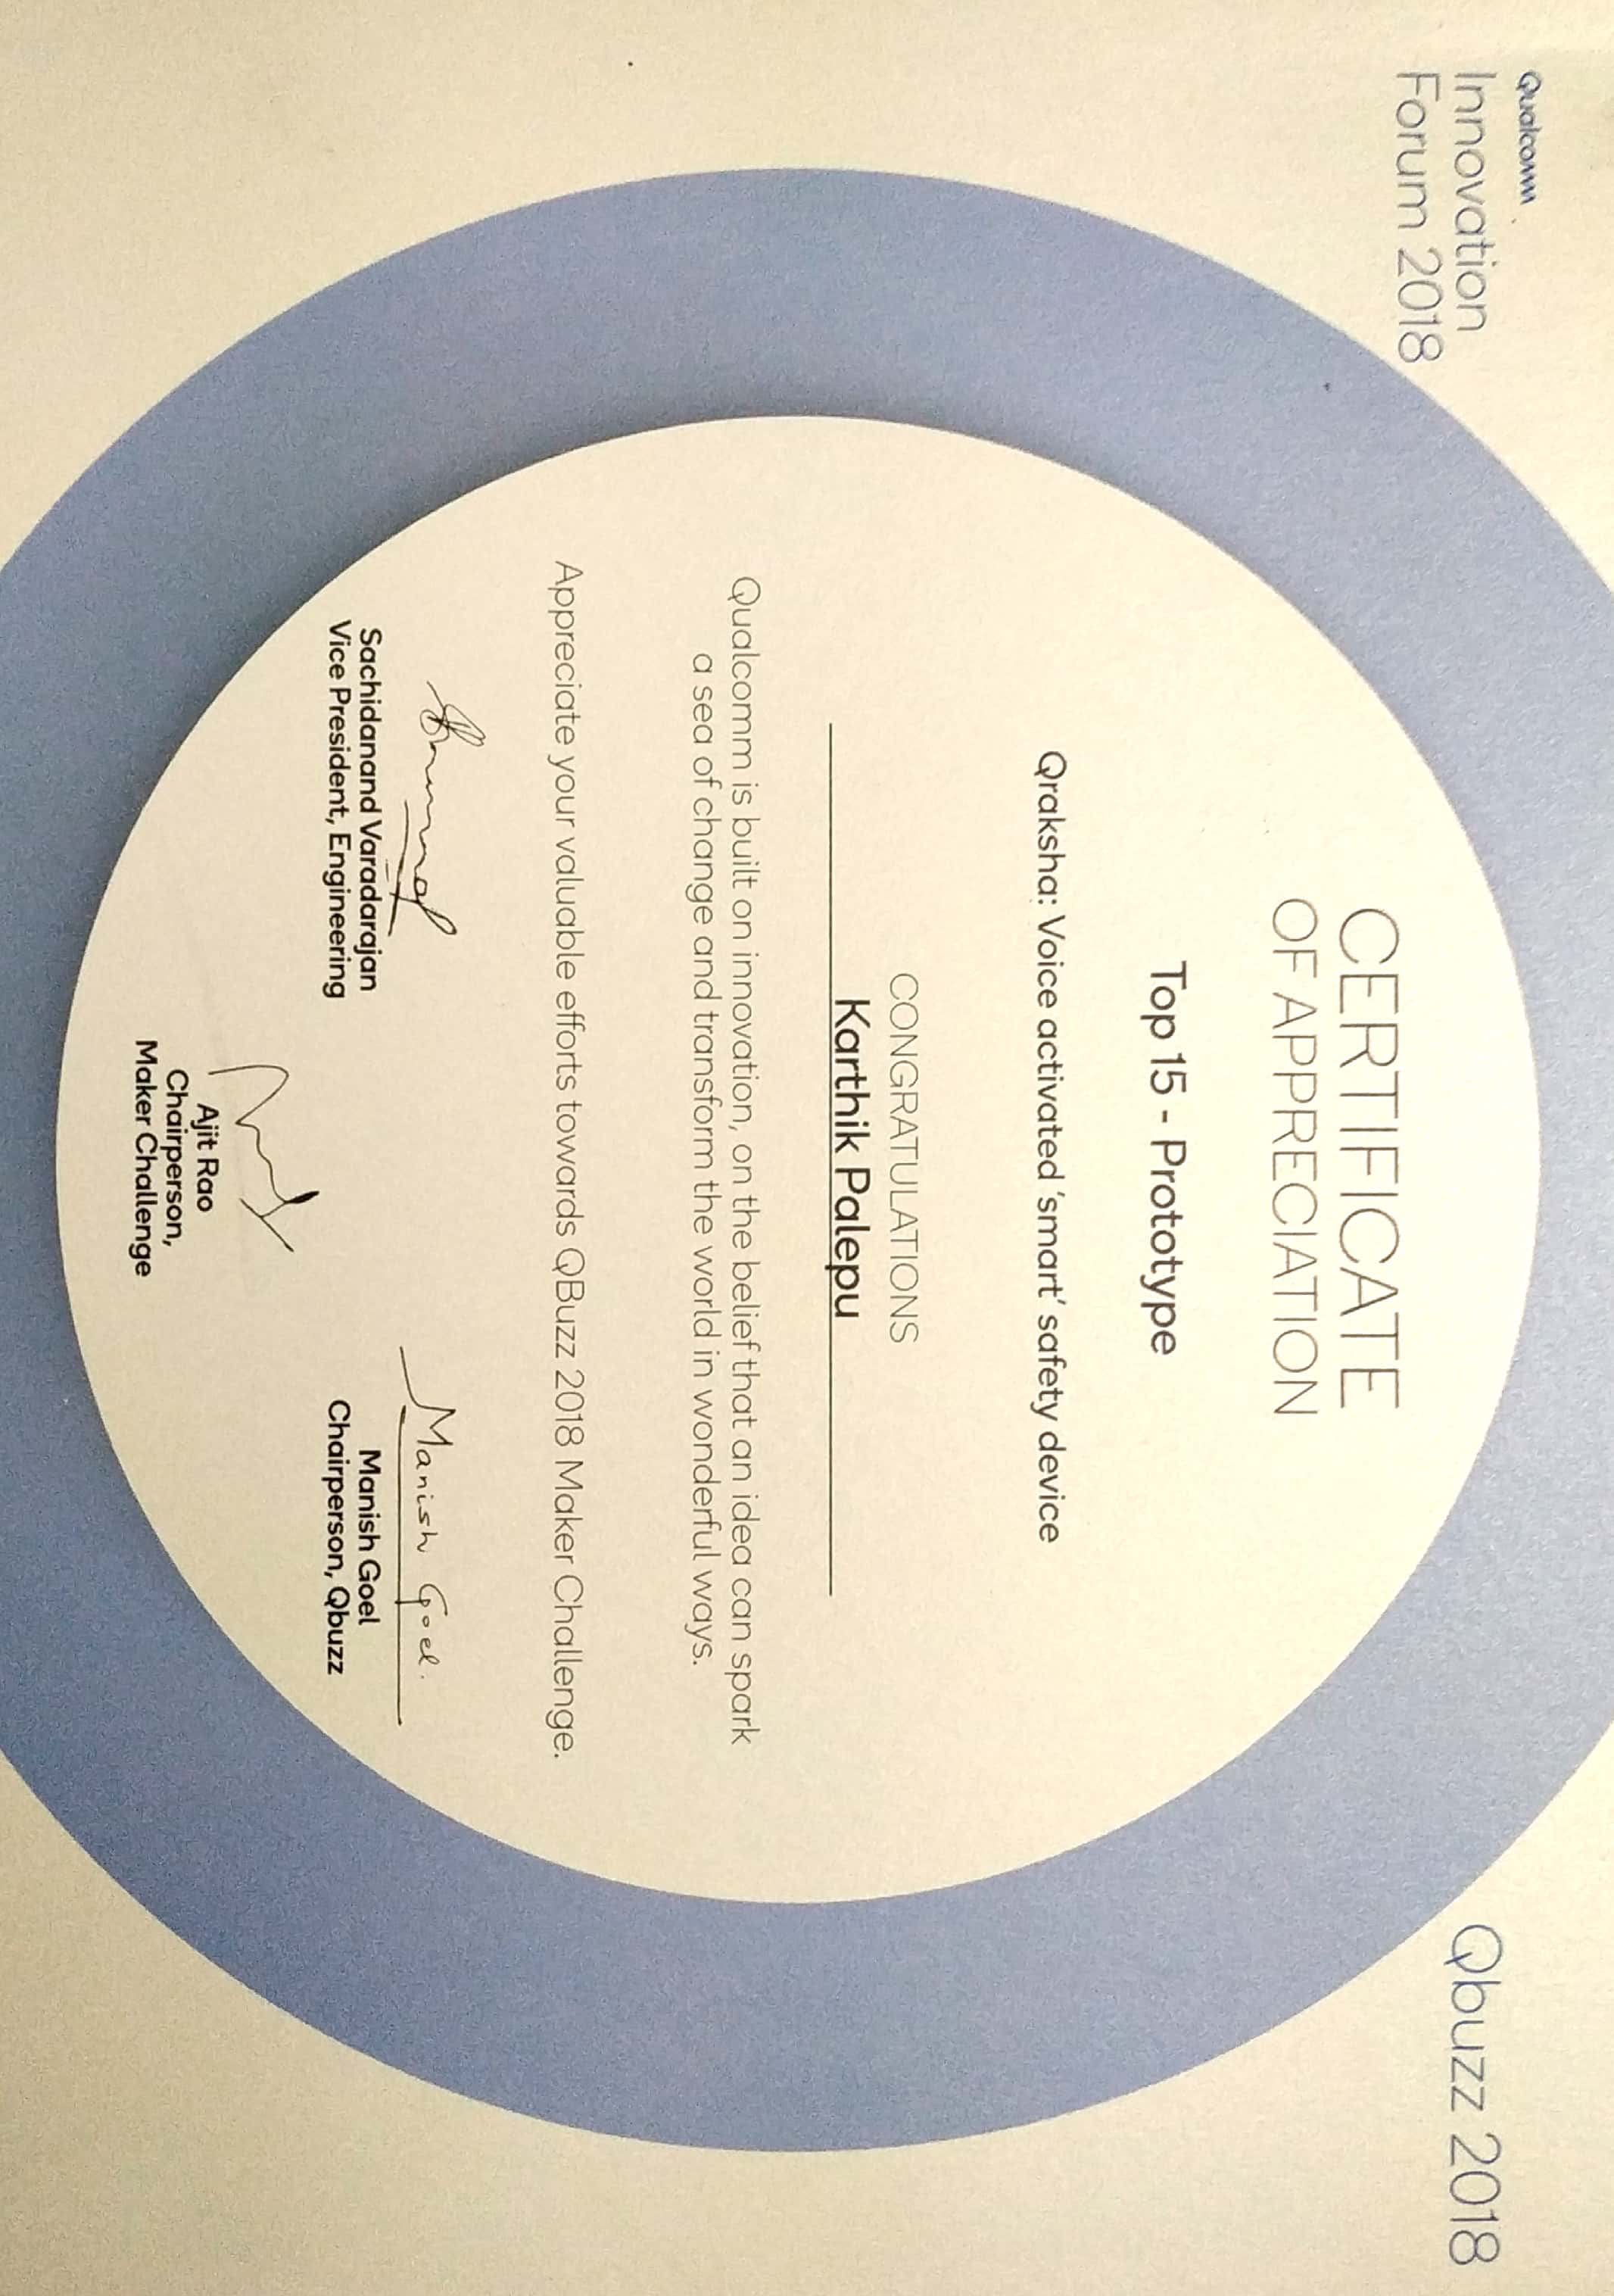 Qualcomm
Innovation
Forum 2018
Qbuzz 2018
CERTIFICATE
OF APPRECIATION
Top 15 - Prototype
Qraksha: Voice activated ‘smart’ safety device
CONGRATULATIONS
Karthik Palepu
Qualcomm is built on innovation, on the belief that an idea can spark
a sea of change and transform the world in wonderful ways.
Appreciate your valuable efforts towards QBuzz 2018 Maker Challenge.
Manish Goel.
Sachidanand Varadarajan
Vice President, Engineering
Manish Goel
Chairperson, Qbuzz
Ajit Rao
Chairperson,
Maker Challenge